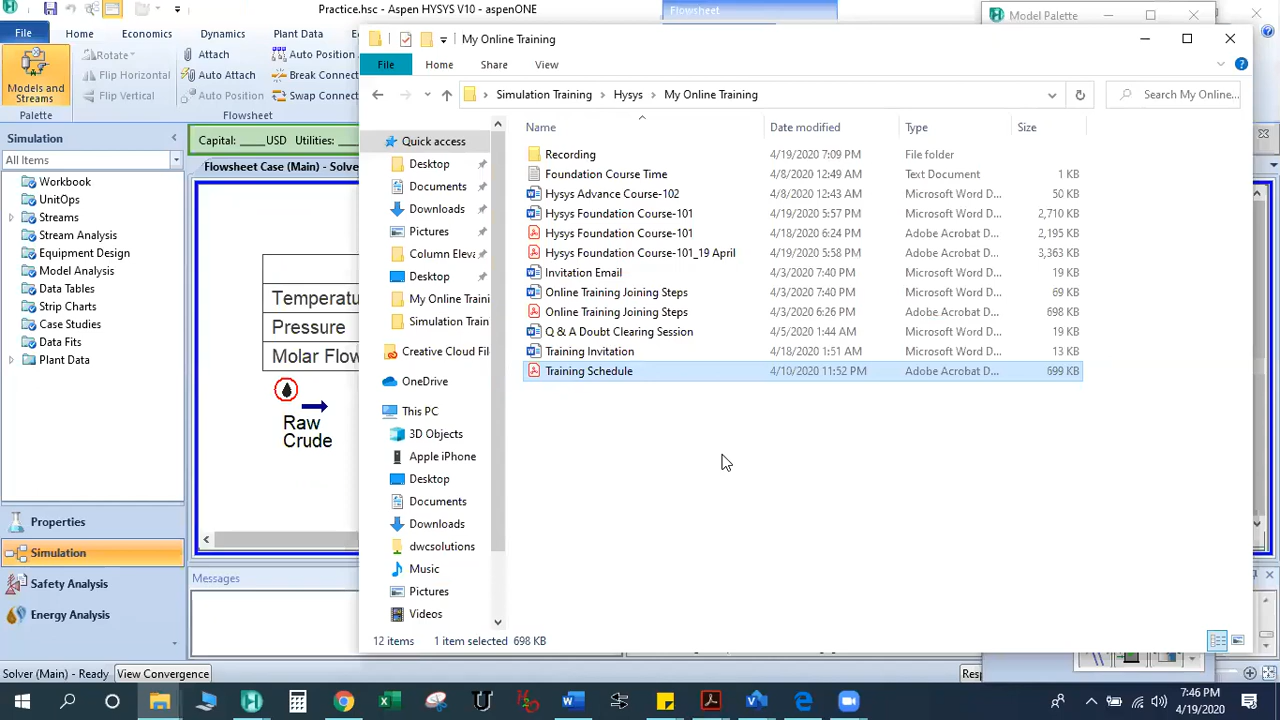 Practice.hsc - Aspen HYSYS V10 - aspenONE
Flowsheet
Model Palette
File
Home
Economics
Dynamics
Plant Data
Models and
Streams
Palette
Rotate
Flip Horizontal
Flip Vertical
Attach
Auto Attach
Auto Position
Break Connect
Swap Connect
Flowsheet
Simulation
All Items
Workbook
UnitOps
Streams
Stream Analysis
Equipment Design
Model Analysis
Data Tables
Strip Charts
Case Studies
Data Fits
Plant Data
Properties
Simulation
Safety Analysis
Energy Analysis
Capital: ____USD Utilities:
Flowsheet Case (Main) - Solve
Temperatu
Pressure
Molar Flow
Raw
Crude
Messages
Solver (Main) - Ready
View Convergence
Resp
My Online Training
File
Home
Share
View
Simulation Training > Hysys > My Online Training
Search My Online...
Quick access
Desktop
Documents
Downloads
Pictures
Column Eleva
Desktop
My Online Traini
Simulation Train
Creative Cloud Fil
OneDrive
This PC
3D Objects
Apple iPhone
Desktop
Documents
Downloads
dwcsolutions
Music
Pictures
Videos
Name Date modified Type Size
Recording 4/19/2020 7:09 PM File folder
Foundation Course Time 4/8/2020 12:49 AM Text Document 1 KB
Hysys Advance Course-102 4/8/2020 12:43 AM Microsoft Word D... 50 KB
Hysys Foundation Course-101 4/19/2020 5:57 PM Microsoft Word D... 2,710 KB
Hysys Foundation Course-101 4/18/2020 6:24 PM Adobe Acrobat D... 2,195 KB
Hysys Foundation Course-101_19 April 4/19/2020 5:58 PM Adobe Acrobat D... 3,363 KB
Invitation Email 4/3/2020 7:40 PM Microsoft Word D... 19 KB
Online Training Joining Steps 4/3/2020 7:40 PM Microsoft Word D... 69 KB
Online Training Joining Steps 4/3/2020 6:26 PM Adobe Acrobat D... 698 KB
Q & A Doubt Clearing Session 4/5/2020 1:44 AM Microsoft Word D... 19 KB
Training Invitation 4/18/2020 1:51 AM Microsoft Word D... 13 KB
Training Schedule 4/10/2020 11:52 PM Adobe Acrobat D... 699 KB
12 items 1 item selected 698 KB
7:46 PM
4/19/2020